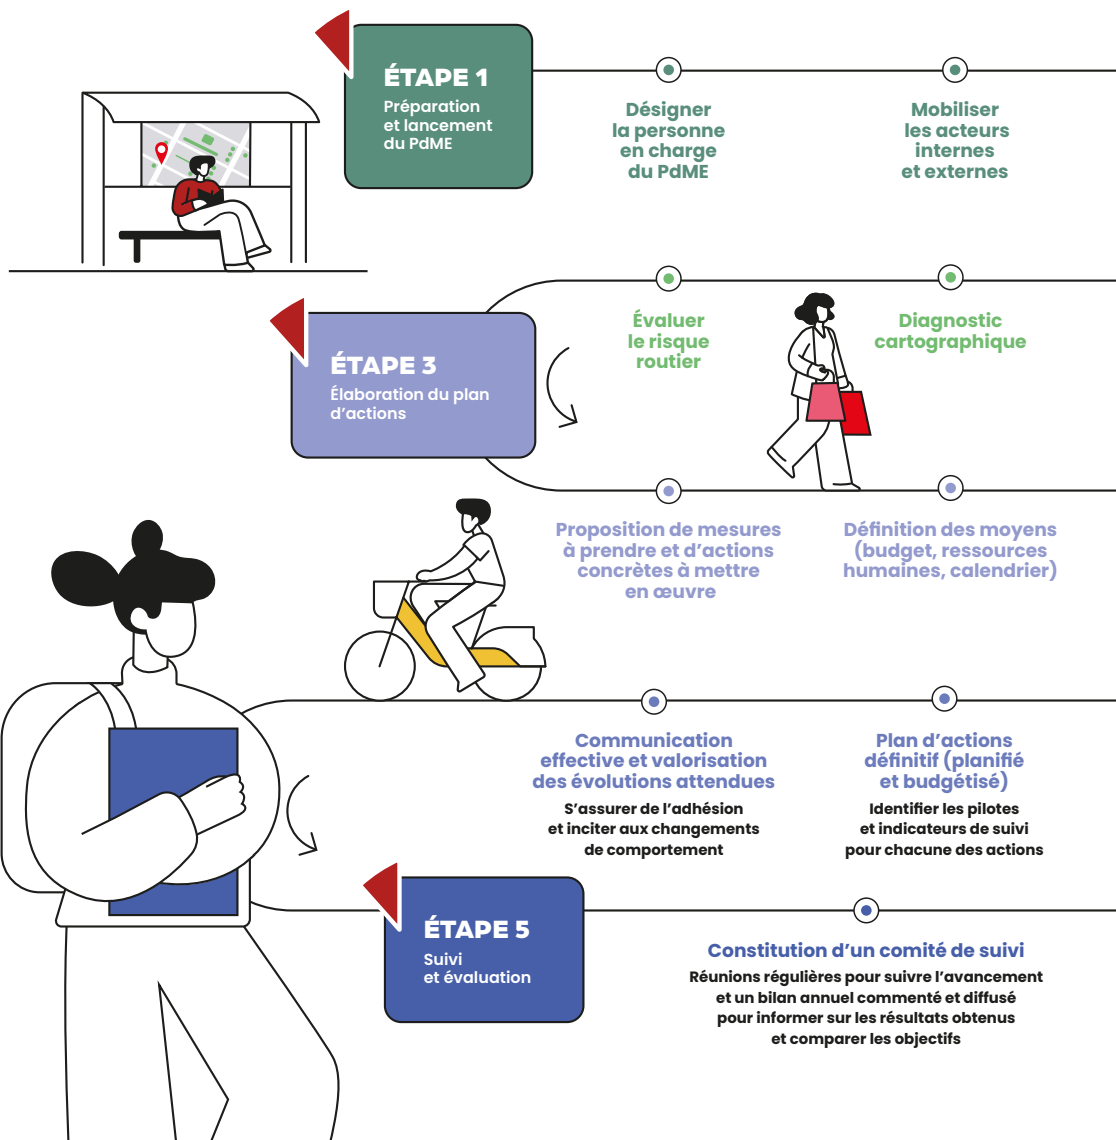 ÉTAPE 1
Préparation
et lancement
du PdME
Désigner
la personne
en charge
du PdME
Mobiliser
les acteurs
internes
et externes
Évaluer
le risque
routier
Diagnostic
cartographique
ÉTAPE 3
Élaboration du plan
d’actions
Proposition de mesures
à prendre et d’actions
concrètes à mettre
en œuvre
Définition des moyens
(budget, ressources
humaines, calendrier)
Communication
effective et valorisation
des évolutions attendues
S’assurer de l’adhésion
et inciter aux changements
de comportement
Plan d’actions
définitif (planifié
et budgétisé)
Identifier les pilotes
et indicateurs de suivi
pour chacune des actions
ÉTAPE 5
Suivi
et évaluation
Constitution d’un comité de suivi
Réunions régulières pour suivre l’avancement
et un bilan annuel commenté et diffusé
pour informer sur les résultats obtenus
et comparer les objectifs